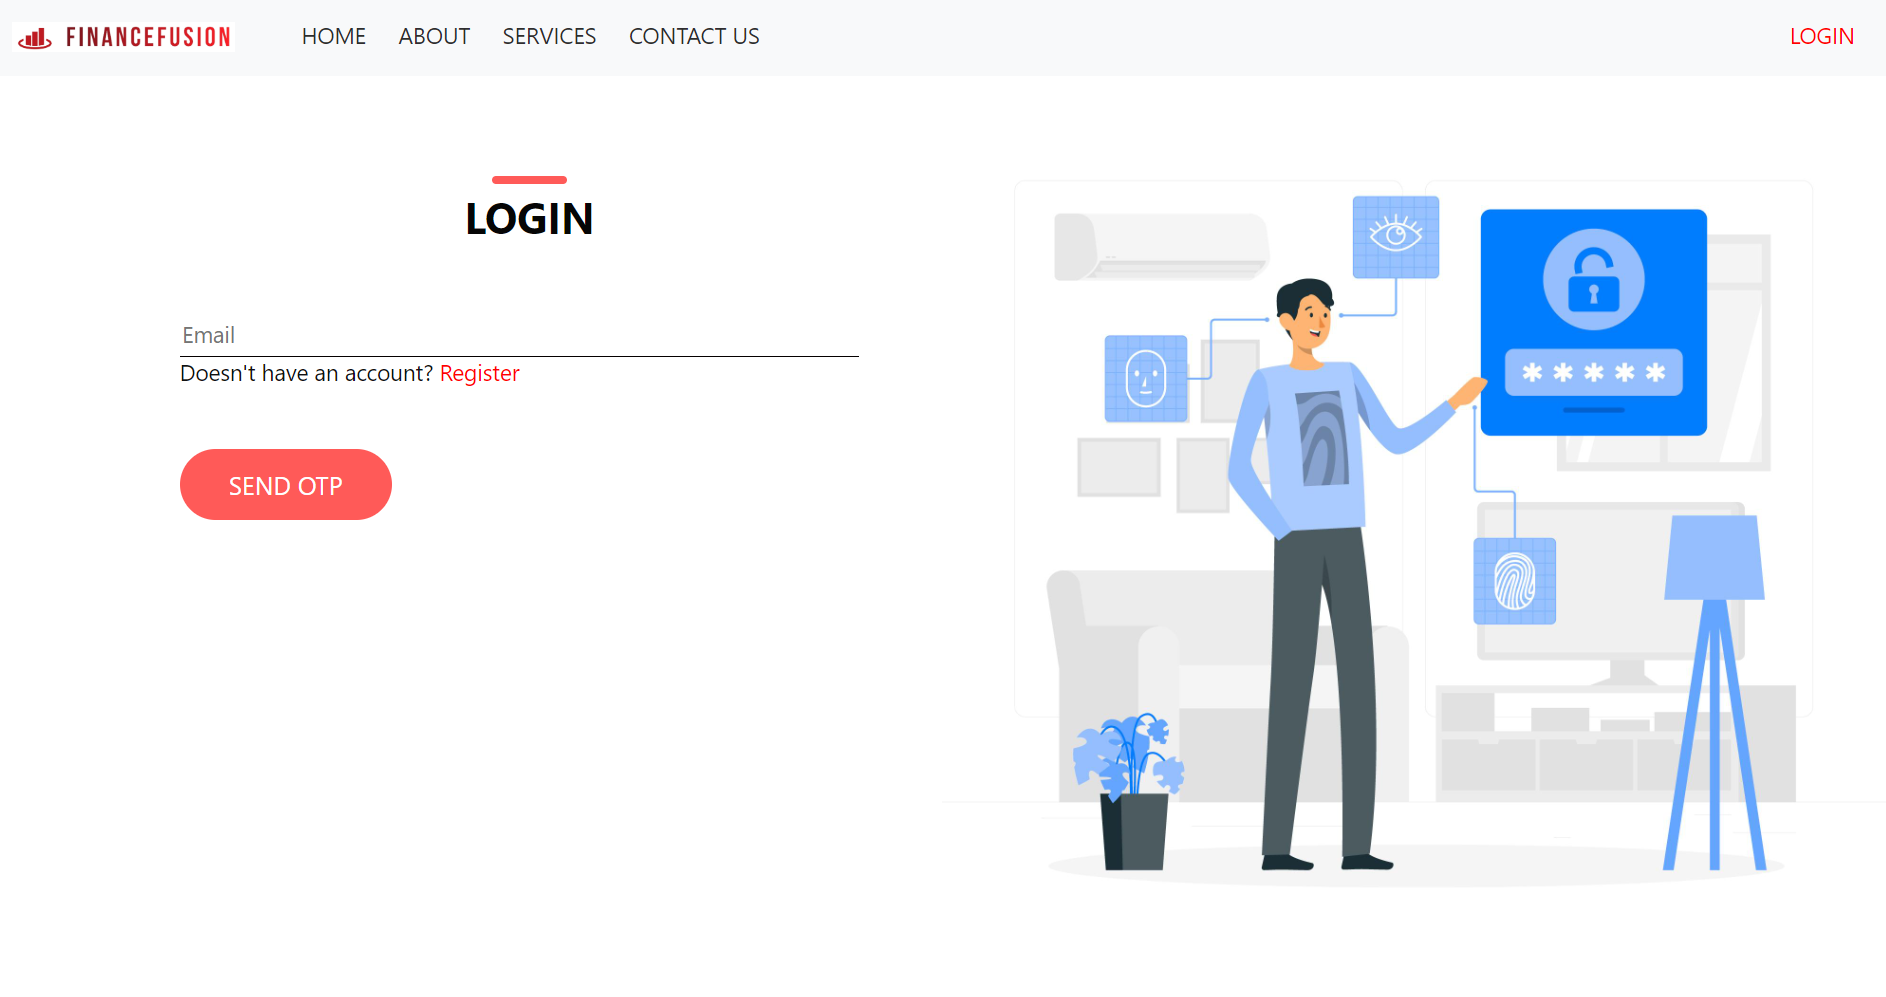 FINANCEFUSION HOME ABOUT SERVICES CONTACT US LOGIN
LOGIN
Email
Doesn't have an account? Register
SEND OTP
*****